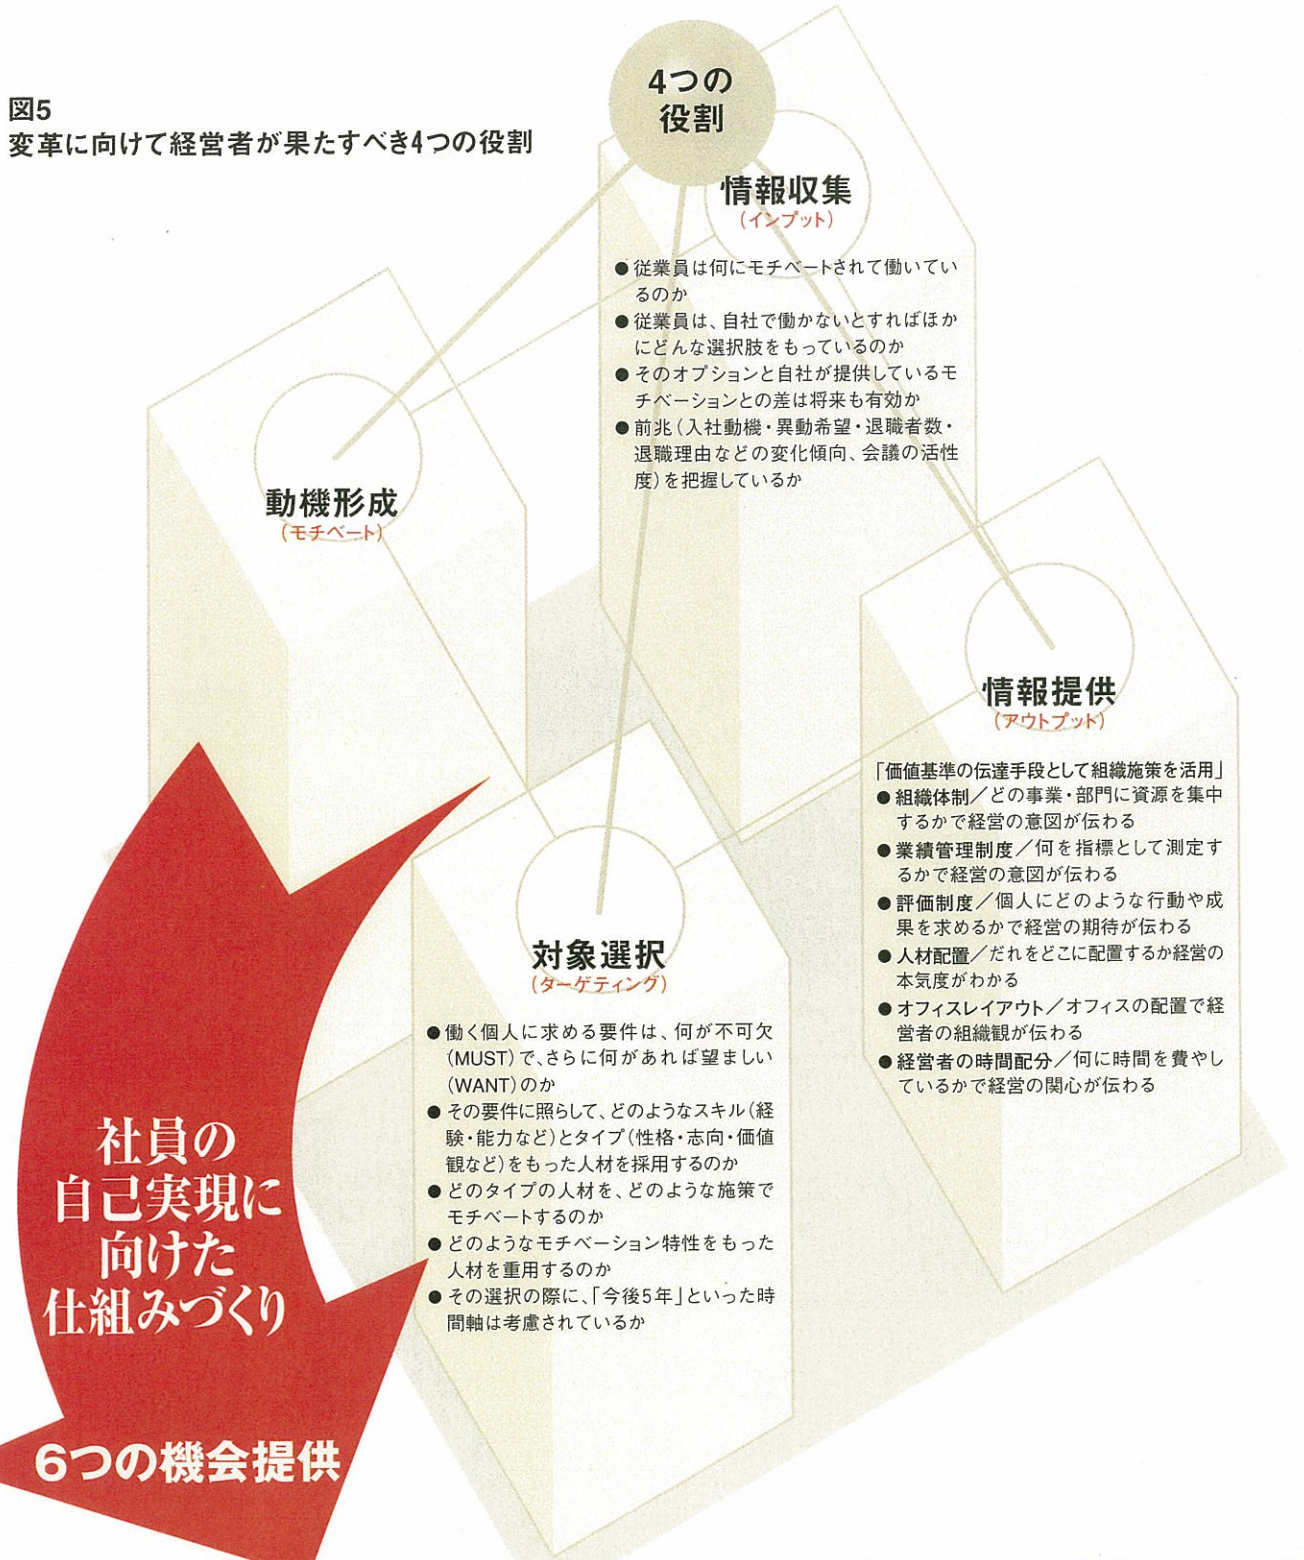 図5
変革に向けて経営者が果たすべき4つの役割
4つの
役割
情報収集
(インプット)
●従業員は何にモチベートされて働いてい
るのか
●従業員は、自社で働かないとすればほか
にどんな選択肢をもっているのか
●そのオプションと自社が提供しているモ
チベーションとの差は将来も有効か
●前兆(入社動機・異動希望・退職者数・
退職理由などの変化傾向、会議の活性
度)を把握しているか
動機形成
(モチベート)
情報提供
(アウトプット)
「価値基準の伝達手段として組織施策を活用」
●組織体制/どの事業・部門に資源を集中
するかで経営の意図が伝わる
●業績管理制度/何を指標として測定す
るかで経営の意図が伝わる
●評価制度/個人にどのような行動や成
果を求めるかで経営の期待が伝わる
●人材配置/だれをどこに配置するか経営の
本気度がわかる
●オフィスレイアウト/オフィスの配置で経
営者の組織観が伝わる
●経営者の時間配分/何に時間を費やし
ているかで経営の関心が伝わる
対象選択
(ターゲティング)
●働く個人に求める要件は、何が不可欠
(MUST)で、さらに何があれば望ましい
(WANT)のか
●その要件に照らして、どのようなスキル(経
験・能力など)とタイプ(性格・志向・価値
観など)をもった人材を採用するのか
●どのタイプの人材を、どのような施策で
モチベートするのか
●どのようなモチベーション特性をもった
人材を重用するのか
●その選択の際に、「今後5年」といった時
間軸は考慮されているか
社員の
自己実現に
向けた
仕組みづくり
6つの機会提供